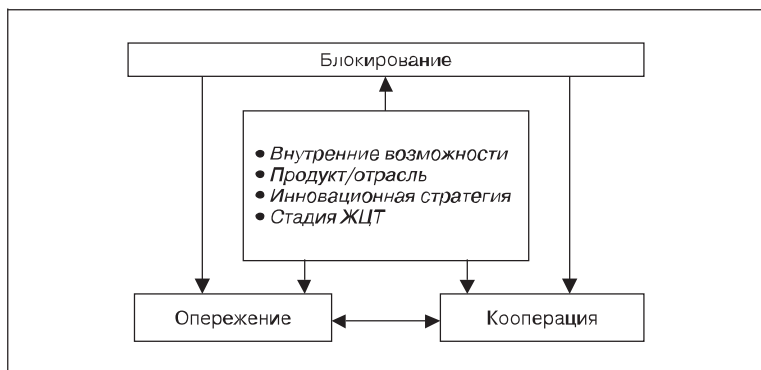 Блокирование
• Внутренние возможности
• Продукт/отрасль
• Инновационная стратегия
• Стадия ЖЦТ
Опережение
Кооперация